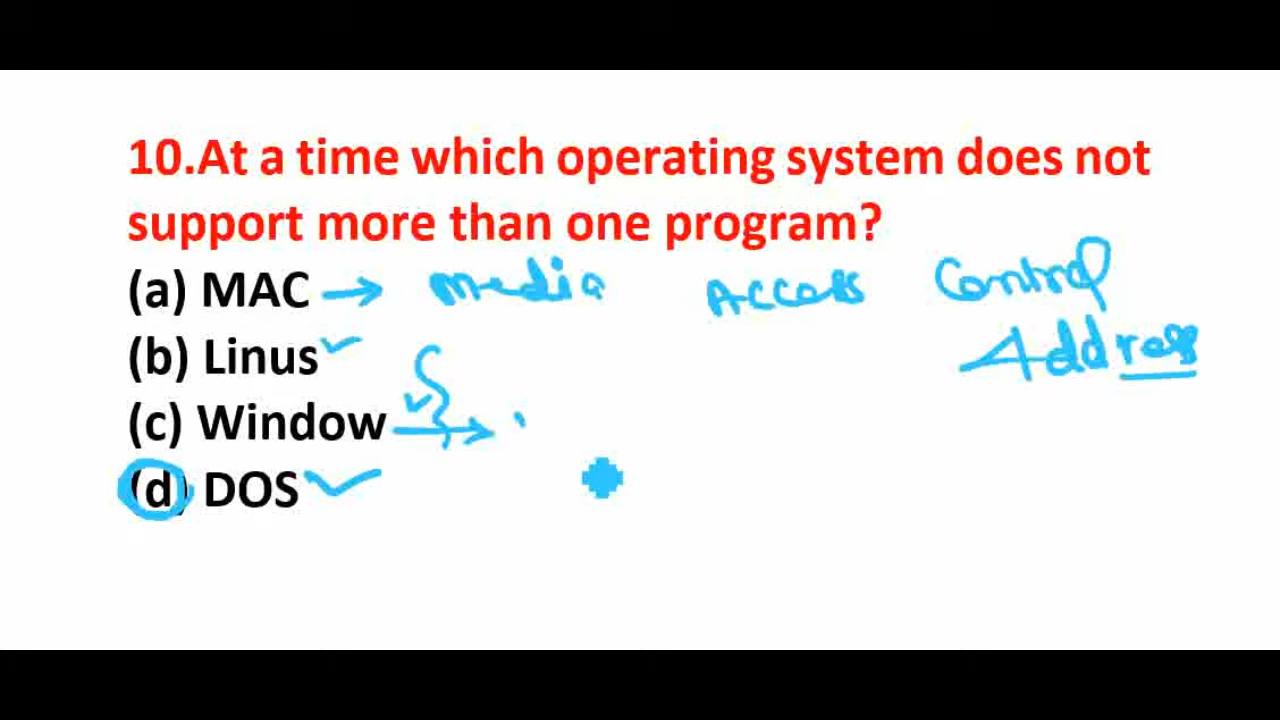 10.At a time which operating system does not
support more than one program?
(a) MAC → Media Access Control
Address
(b) Linus
(c) Window →
(d) DOS